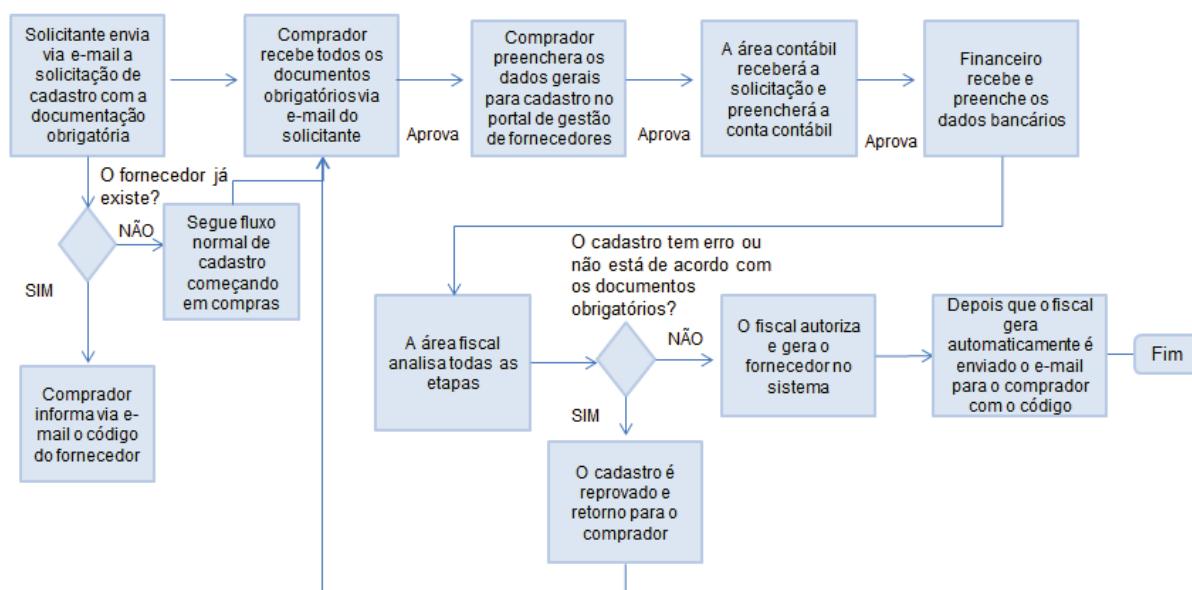 Solicitante envia
via e-mail a
solicitação de
cadastro com a
documentação
obrigatória
Comprador
recebe todos os
documentos
obrigatórios via
e-mail do
solicitante
Aprova
Comprador
preenchera os
dados gerais
para cadastro no
portal de gestão
de fornecedores
Aprova
A área contábil
receberá a
solicitação e
preencherá a
conta contábil
Aprova
Financeiro
recebe e
preenche os
dados bancários
O fornecedor já
existe?
NÃO
Segue fluxo
normal de
cadastro
começando
em compras
SIM
Comprador
informa via e-
mail o código
do fornecedor
A área fiscal
analisa todas as
etapas
O cadastro tem erro ou
não está de acordo com
os documentos
obrigatórios?
NÃO
O fiscal autoriza
e gera o
fornecedor no
sistema
Depois que o fiscal
gera
automaticamente é
enviado o e-mail
para o comprador
com o código
Fim
SIM
O cadastro é
reprovado e
retorno para o
comprador